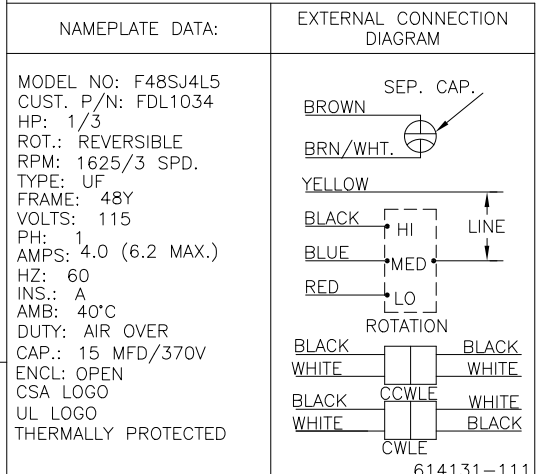 NAMEPLATE DATA:
EXTERNAL CONNECTION
DIAGRAM
MODEL NO: F48SJ4L5
CUST. P/N: FDL1034
HP: 1/3
ROT.: REVERSIBLE
RPM: 1625/3 SPD.
TYPE: UF
FRAME: 48Y
VOLTS: 115
PH: 1
AMPS: 4.0 (6.2 MAX.)
HZ: 60
INS.: A
AMB: 40°C
DUTY: AIR OVER
CAP.: 15 MFD/370V
ENCL: OPEN
CSA LOGO
UL LOGO
THERMALLY PROTECTED
SEP. CAP.
BROWN
BRN/WHT.
YELLOW
BLACK HI LINE
BLUE MED
RED LO
ROTATION
BLACK BLACK
WHITE WHITE
CCWLE
BLACK WHITE
WHITE BLACK
CWLE
614131-111